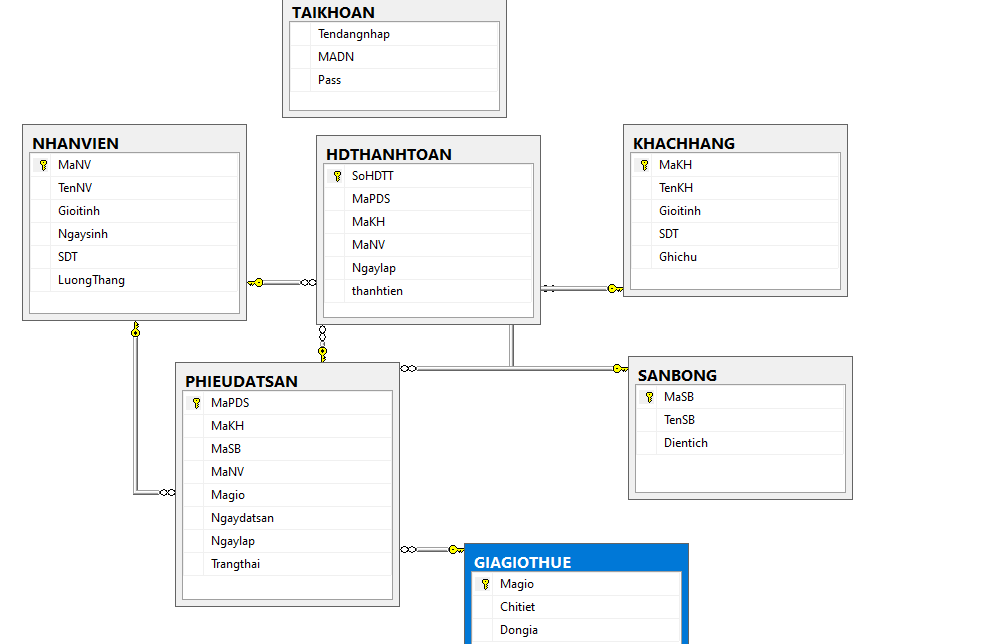 TAIKHOAN
Tendangnhap
MADN
Pass
NHANVIEN
MaNV
TenNV
Gioitinh
Ngaysinh
SDT
LuongThang
HDTHANHTOAN
SoHDTT
MaPDS
MaKH
MaNV
Ngaylap
thanhtien
KHACHHANG
MaKH
TenKH
Gioitinh
SDT
Ghichu
PHIEUDATSAN
MaPDS
MaKH
MaSB
MaNV
Magio
Ngaydatsan
Ngaylap
Trangthai
SANBONG
MaSB
TenSB
Dientich
GIAGIOTHUE
Magio
Chitiet
Dongia